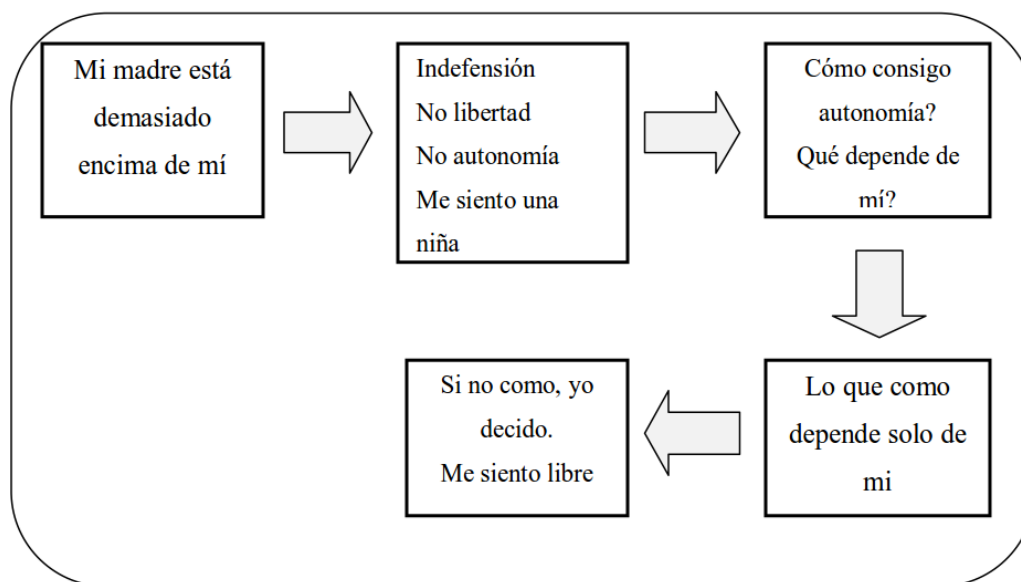 Mi madre está
demasiado
encima de mí
Indefensión
No libertad
No autonomía
Me siento una
niña
Cómo consigo
autonomía?
Qué depende de
mí?
Lo que como
depende solo de
mi
Si no como, yo
decido.
Me siento libre